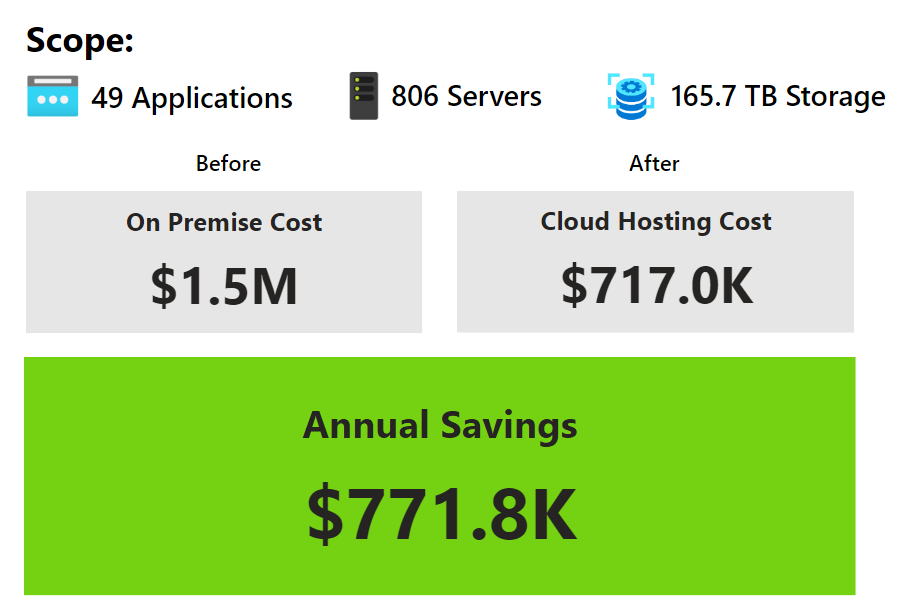 Scope:
49 Applications
806 Servers
165.7 TB Storage
Before
After
On Premise Cost
Cloud Hosting Cost
$1.5M
$717.0K
Annual Savings
$771.8K